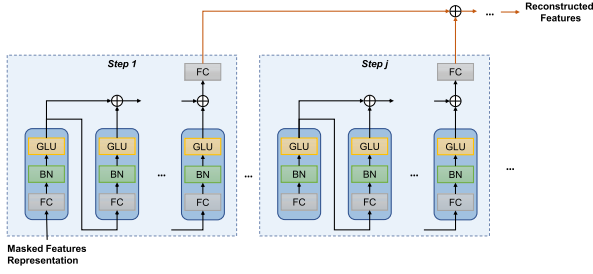 Reconstructed
Features
...
Step 1
Step j
FC
FC
GLU
GLU
GLU
GLU
GLU
GLU
BN
BN
...
BN
...
BN
BN
...
BN
...
FC
FC
FC
FC
FC
FC
Masked Features
Representation